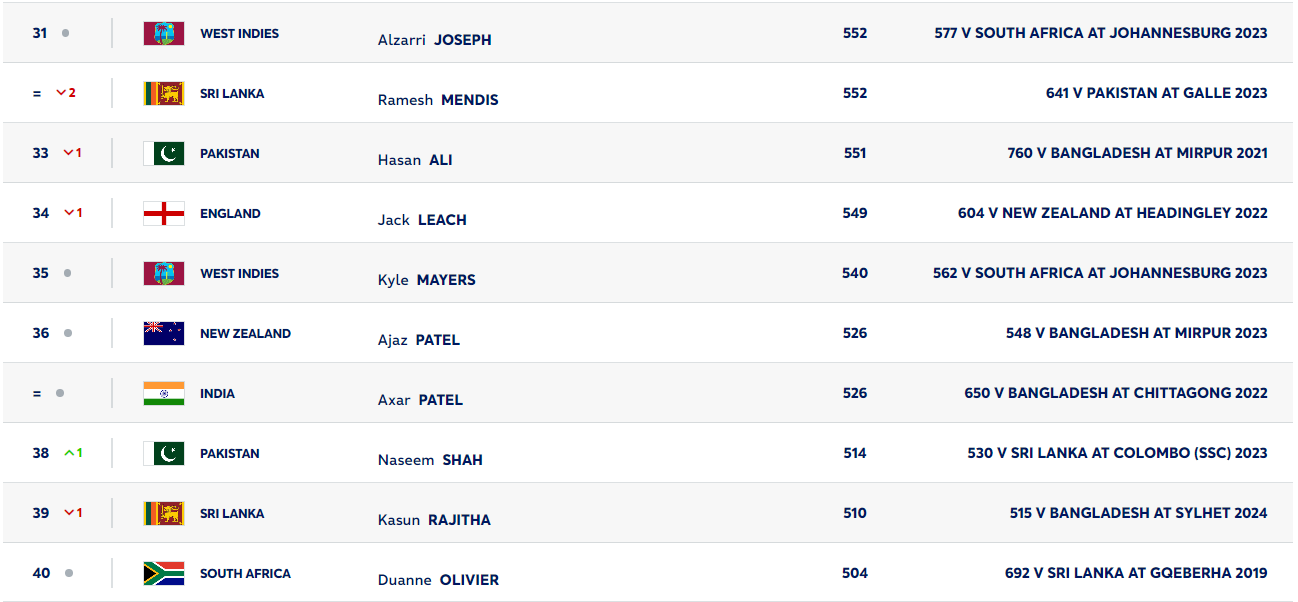 31 WEST INDIES Alzarri JOSEPH 552 577 V SOUTH AFRICA AT JOHANNESBURG 2023
= 2 SRI LANKA Ramesh MENDIS 552 641 V PAKISTAN AT GALLE 2023
33 1 PAKISTAN Hasan ALI 551 760 V BANGLADESH AT MIRPUR 2021
34 1 ENGLAND Jack LEACH 549 604 V NEW ZEALAND AT HEADINGLEY 2022
35 WEST INDIES Kyle MAYERS 540 562 V SOUTH AFRICA AT JOHANNESBURG 2023
36 NEW ZEALAND Ajaz PATEL 526 548 V BANGLADESH AT MIRPUR 2023
= INDIA Axar PATEL 526 650 V BANGLADESH AT CHITTAGONG 2022
38 1 PAKISTAN Naseem SHAH 514 530 V SRI LANKA AT COLOMBO (SSC) 2023
39 1 SRI LANKA Kasun RAJITHA 510 515 V BANGLADESH AT SYLHET 2024
40 SOUTH AFRICA Duanne OLIVIER 504 692 V SRI LANKA AT GQEBERHA 2019